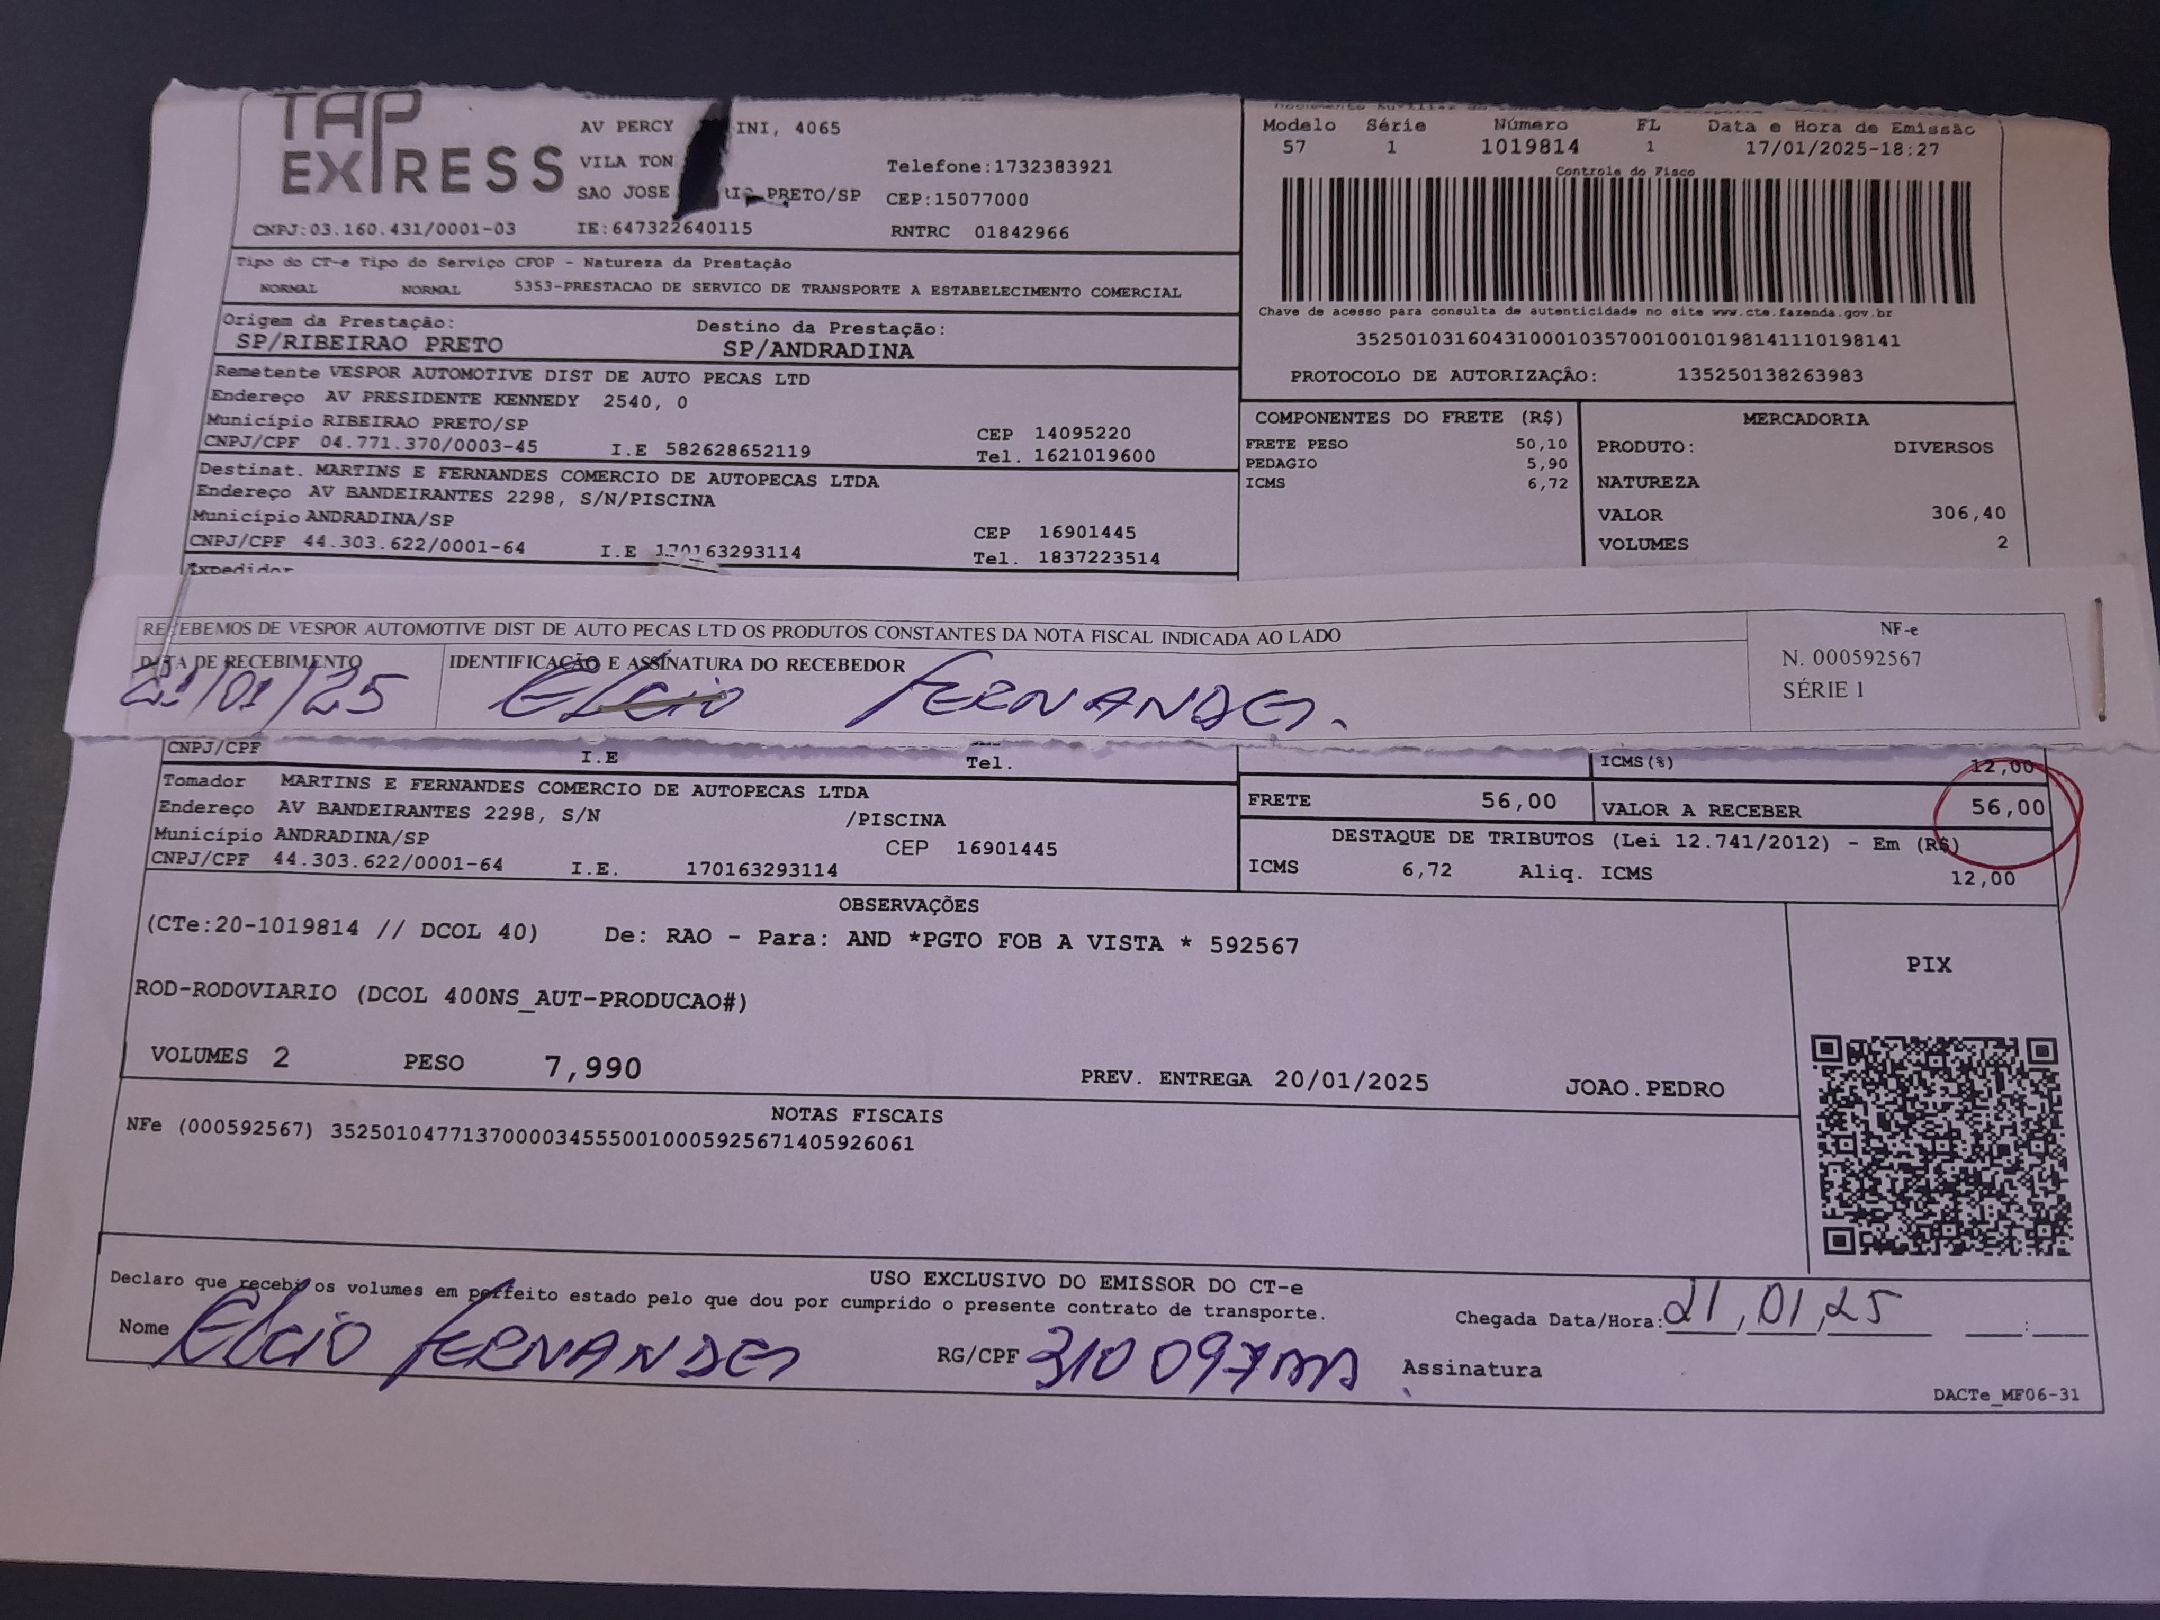 TAP EXPRESS
AV PERCY INI, 4065
VILA TON Telefone:1732383921
SAO JOSE PRETO/SP CEP:15077000
CNPJ:03.160.431/0001-03 IE:647322640115 RNTRC 01842966
Modelo Série Número FL Data e Hora de Emissão
57 1 1019814 1 17/01/2025-18:27
Controle do Fisco
Chave de acesso para consulta de autenticidade no site www.cte.fazenda.gov.br
35250103160431000103570010010198141110198141
PROTOCOLO DE AUTORIZAÇÃO: 135250138263983
Tipo do CT-e Tipo do Serviço CFOP - Natureza da Prestação
NORMAL NORMAL 5353-PRESTACAO DE SERVICO DE TRANSPORTE A ESTABELECIMENTO COMERCIAL
Origem da Prestação: Destino da Prestação:
SP/RIBEIRAO PRETO SP/ANDRADINA
Remetente VESPOR AUTOMOTIVE DIST DE AUTO PECAS LTD
Endereço AV PRESIDENTE KENNEDY 2540, 0
Município RIBEIRAO PRETO/SP CEP 14095220
CNPJ/CPF 04.771.370/0003-45 I.E 582628652119 Tel. 1621019600
Destinat. MARTINS E FERNANDES COMERCIO DE AUTOPECAS LTDA
Endereço AV BANDEIRANTES 2298, S/N/PISCINA
Município ANDRADINA/SP CEP 16901445
CNPJ/CPF 44.303.622/0001-64 I.E 170163293114 Tel. 1837223514
Expedidor
COMPONENTES DO FRETE (R$)
FRETE PESO 50,10
PEDAGIO 5,90
ICMS 6,72
MERCADORIA
PRODUTO: DIVERSOS
NATUREZA
VALOR 306,40
VOLUMES 2
RECEBEMOS DE VESPOR AUTOMOTIVE DIST DE AUTO PECAS LTD OS PRODUTOS CONSTANTES DA NOTA FISCAL INDICADA AO LADO
DATA DE RECEBIMENTO IDENTIFICAÇÃO E ASSINATURA DO RECEBEDOR
21/01/25 ELCIO FERNANDES.
NF-e
N. 000592567
SÉRIE 1
CNPJ/CPF I.E Tel.
ICMS(%) 12,00
Tomador MARTINS E FERNANDES COMERCIO DE AUTOPECAS LTDA
Endereço AV BANDEIRANTES 2298, S/N /PISCINA
Município ANDRADINA/SP CEP 16901445
CNPJ/CPF 44.303.622/0001-64 I.E. 170163293114
FRETE 56,00 VALOR A RECEBER 56,00
DESTAQUE DE TRIBUTOS (Lei 12.741/2012) - Em (R$)
ICMS 6,72 Aliq. ICMS 12,00
OBSERVAÇÕES
(CTe:20-1019814 // DCOL 40) De: RAO - Para: AND *PGTO FOB A VISTA * 592567
ROD-RODOVIARIO (DCOL 400NS_AUT-PRODUCAO#)
VOLUMES 2 PESO 7,990 PREV. ENTREGA 20/01/2025 JOAO.PEDRO
PIX
NOTAS FISCAIS
NFe (000592567) 35250104771370000345550010005925671405926061
USO EXCLUSIVO DO EMISSOR DO CT-e
Declaro que recebi os volumes em perfeito estado pelo que dou por cumprido o presente contrato de transporte.
Chegada Data/Hora: 21,01,25 :
Nome ELCIO FERNANDES RG/CPF Assinatura
DACTe_MF06-31